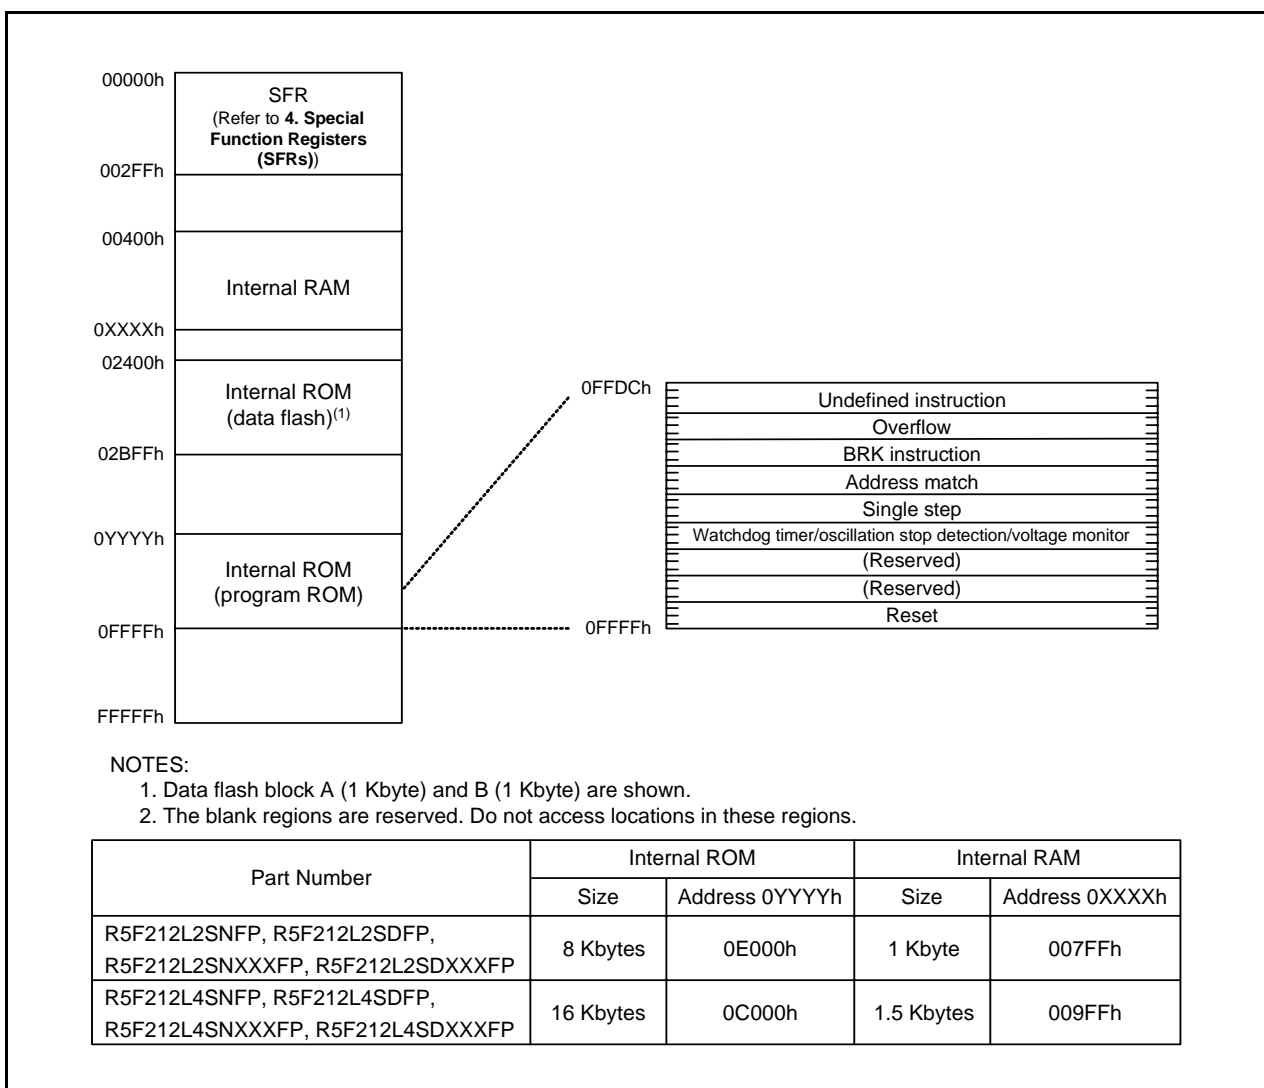 00000h
SFR
(Refer to 4. Special
Function Registers
(SFRs))
002FFh
00400h
Internal RAM
0XXXXh
02400h
Internal ROM
(data flash)(1)
02BFFh
0YYYYh
Internal ROM
(program ROM)
0FFFFh
FFFFFh
0FFDCh
Undefined instruction
Overflow
BRK instruction
Address match
Single step
Watchdog timer/oscillation stop detection/voltage monitor
(Reserved)
(Reserved)
Reset
0FFFFh
NOTES:
1. Data flash block A (1 Kbyte) and B (1 Kbyte) are shown.
2. The blank regions are reserved. Do not access locations in these regions.
Part Number
Internal ROM
Internal RAM
Size
Address 0YYYYh
Size
Address 0XXXXh
R5F212L2SNFP, R5F212L2SDFP,
R5F212L2SNXXXFP, R5F212L2SDXXXFP
8 Kbytes
0E000h
1 Kbyte
007FFh
R5F212L4SNFP, R5F212L4SDFP,
R5F212L4SNXXXFP, R5F212L4SDXXXFP
16 Kbytes
0C000h
1.5 Kbytes
009FFh